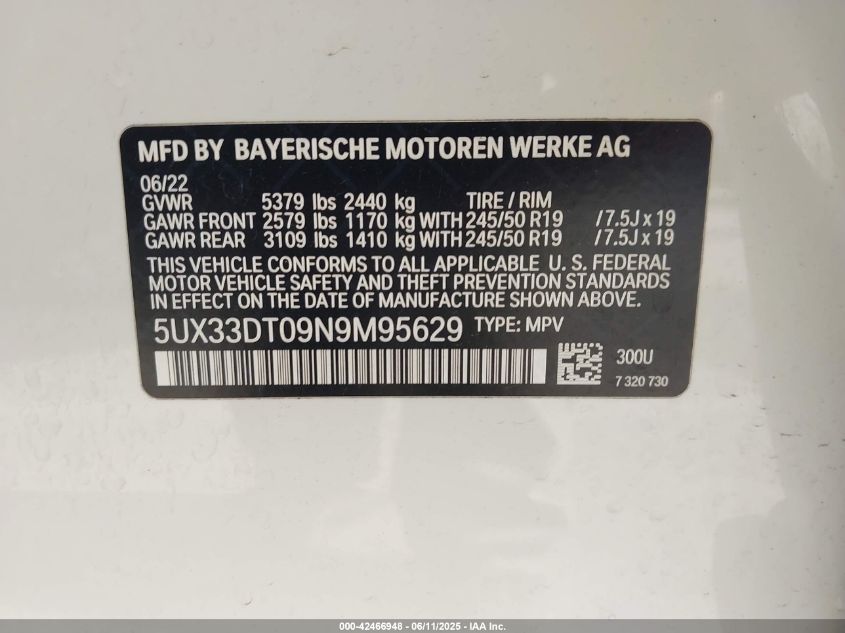 MFD BY BAYERISCHE MOTOREN WERKE AG
06/22
GVWR 5379 lbs 2440 kg TIRE / RIM
GAWR FRONT 2579 lbs 1170 kg WITH 245/50 R19 /7.5J x 19
GAWR REAR 3109 lbs 1410 kg WITH 245/50 R19 /7.5J x 19
THIS VEHICLE CONFORMS TO ALL APPLICABLE U. S. FEDERAL
MOTOR VEHICLE SAFETY AND THEFT PREVENTION STANDARDS
IN EFFECT ON THE DATE OF MANUFACTURE SHOWN ABOVE.
5UX33DT09N9M95629 TYPE: MPV
300U
7 320 730
000-42466948 - 06/11/2025 - IAA Inc.